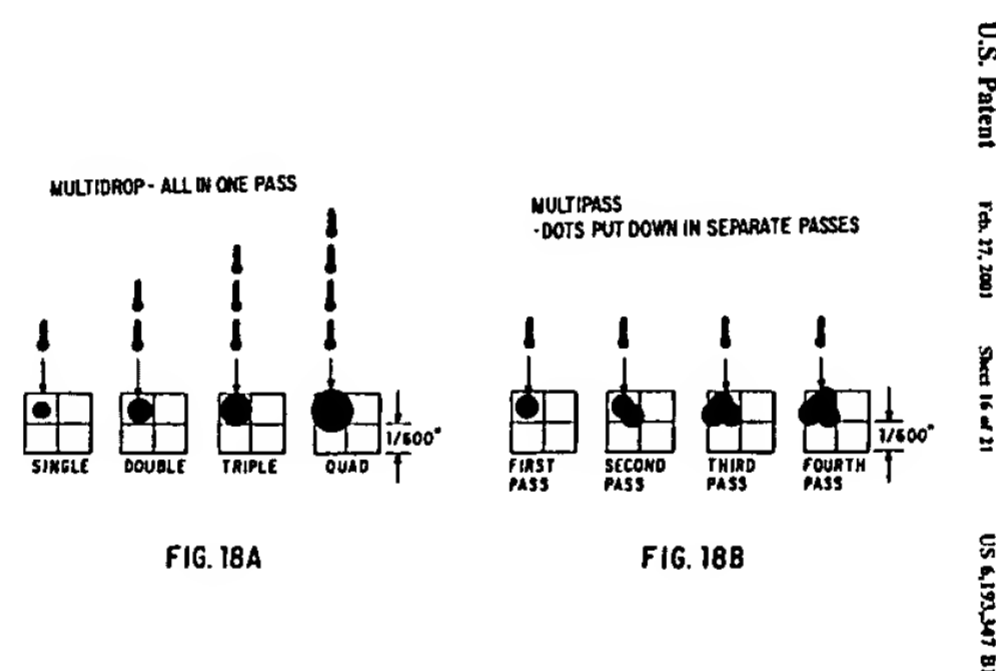 U.S. Patent
Feb. 27, 2001
Sheet 16 of 21
US 6,193,347 B1
MULTIDROP - ALL IN ONE PASS
SINGLE
DOUBLE
TRIPLE
QUAD
1/600"
FIG. 18A
MULTIPASS
-DOTS PUT DOWN IN SEPARATE PASSES
FIRST
PASS
SECOND
PASS
THIRD
PASS
FOURTH
PASS
1/600"
FIG. 18B